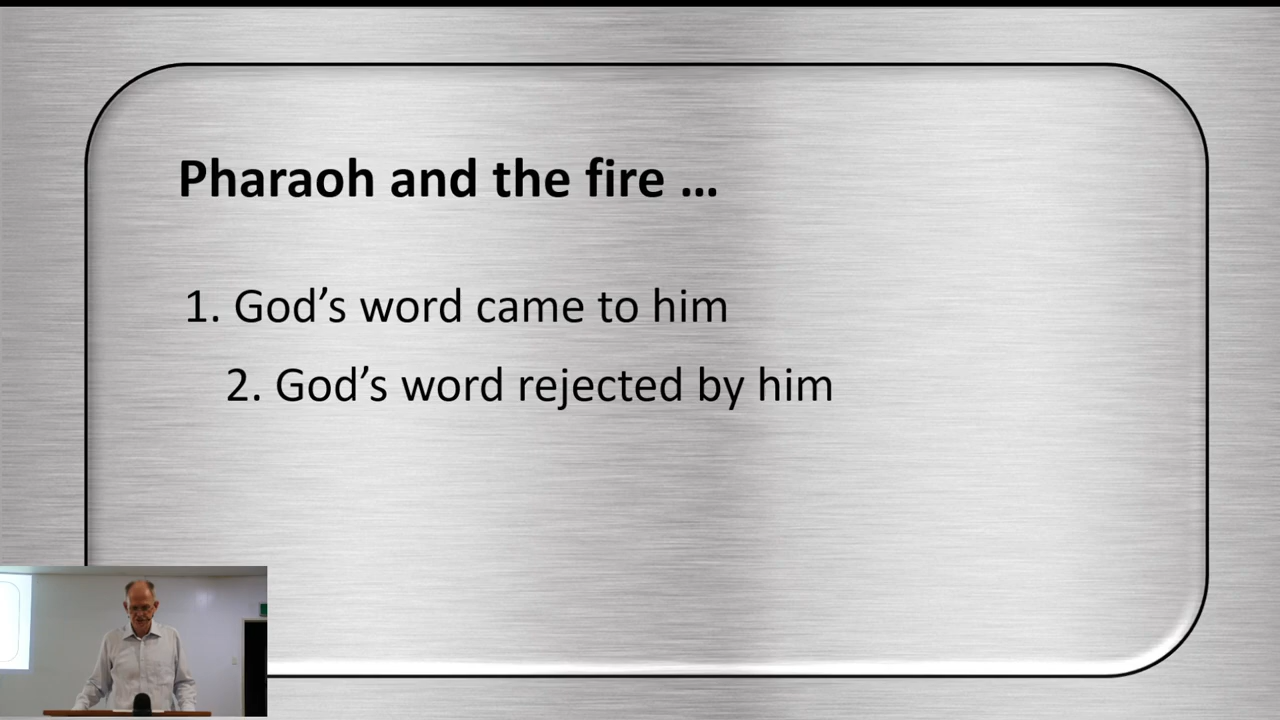 Pharaoh and the fire …
1. God’s word came to him
2. God’s word rejected by him